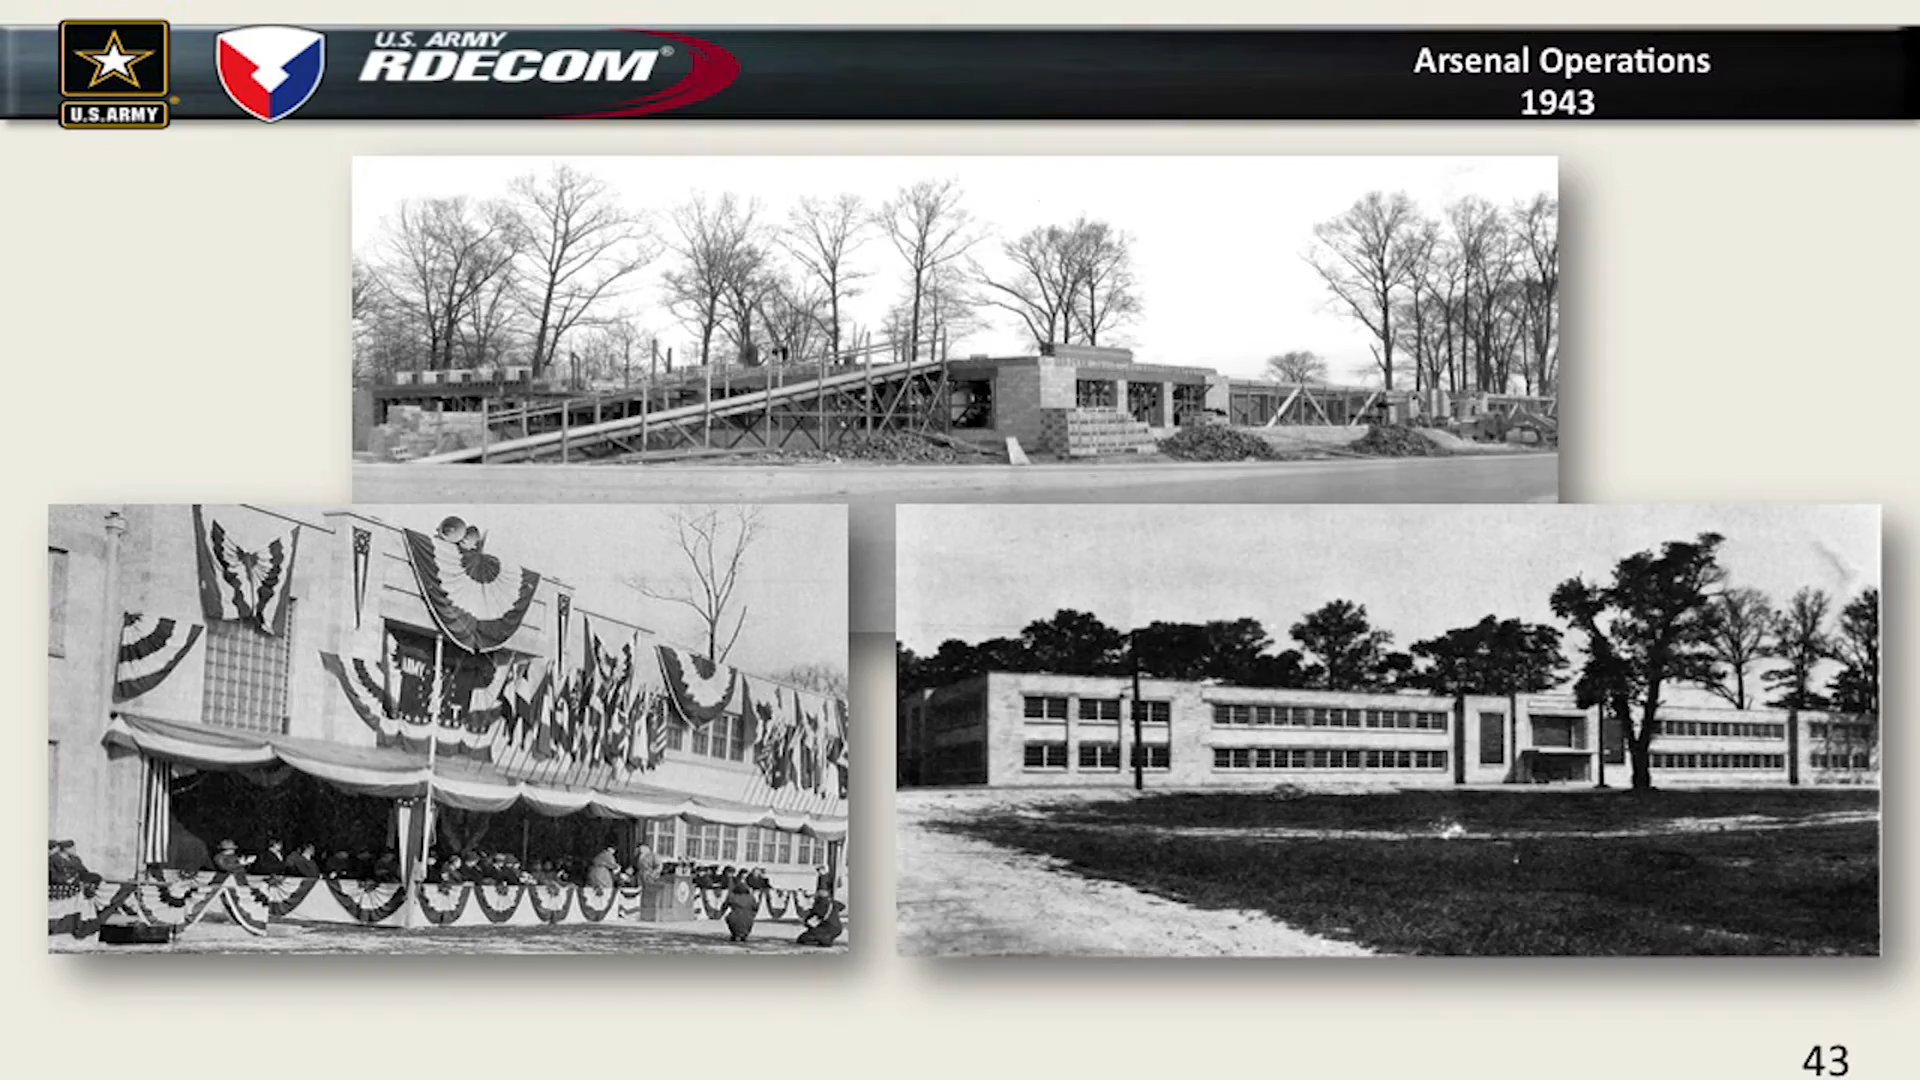 U.S. ARMY
U.S. ARMY
RDECOM®
Arsenal Operations
1943
43